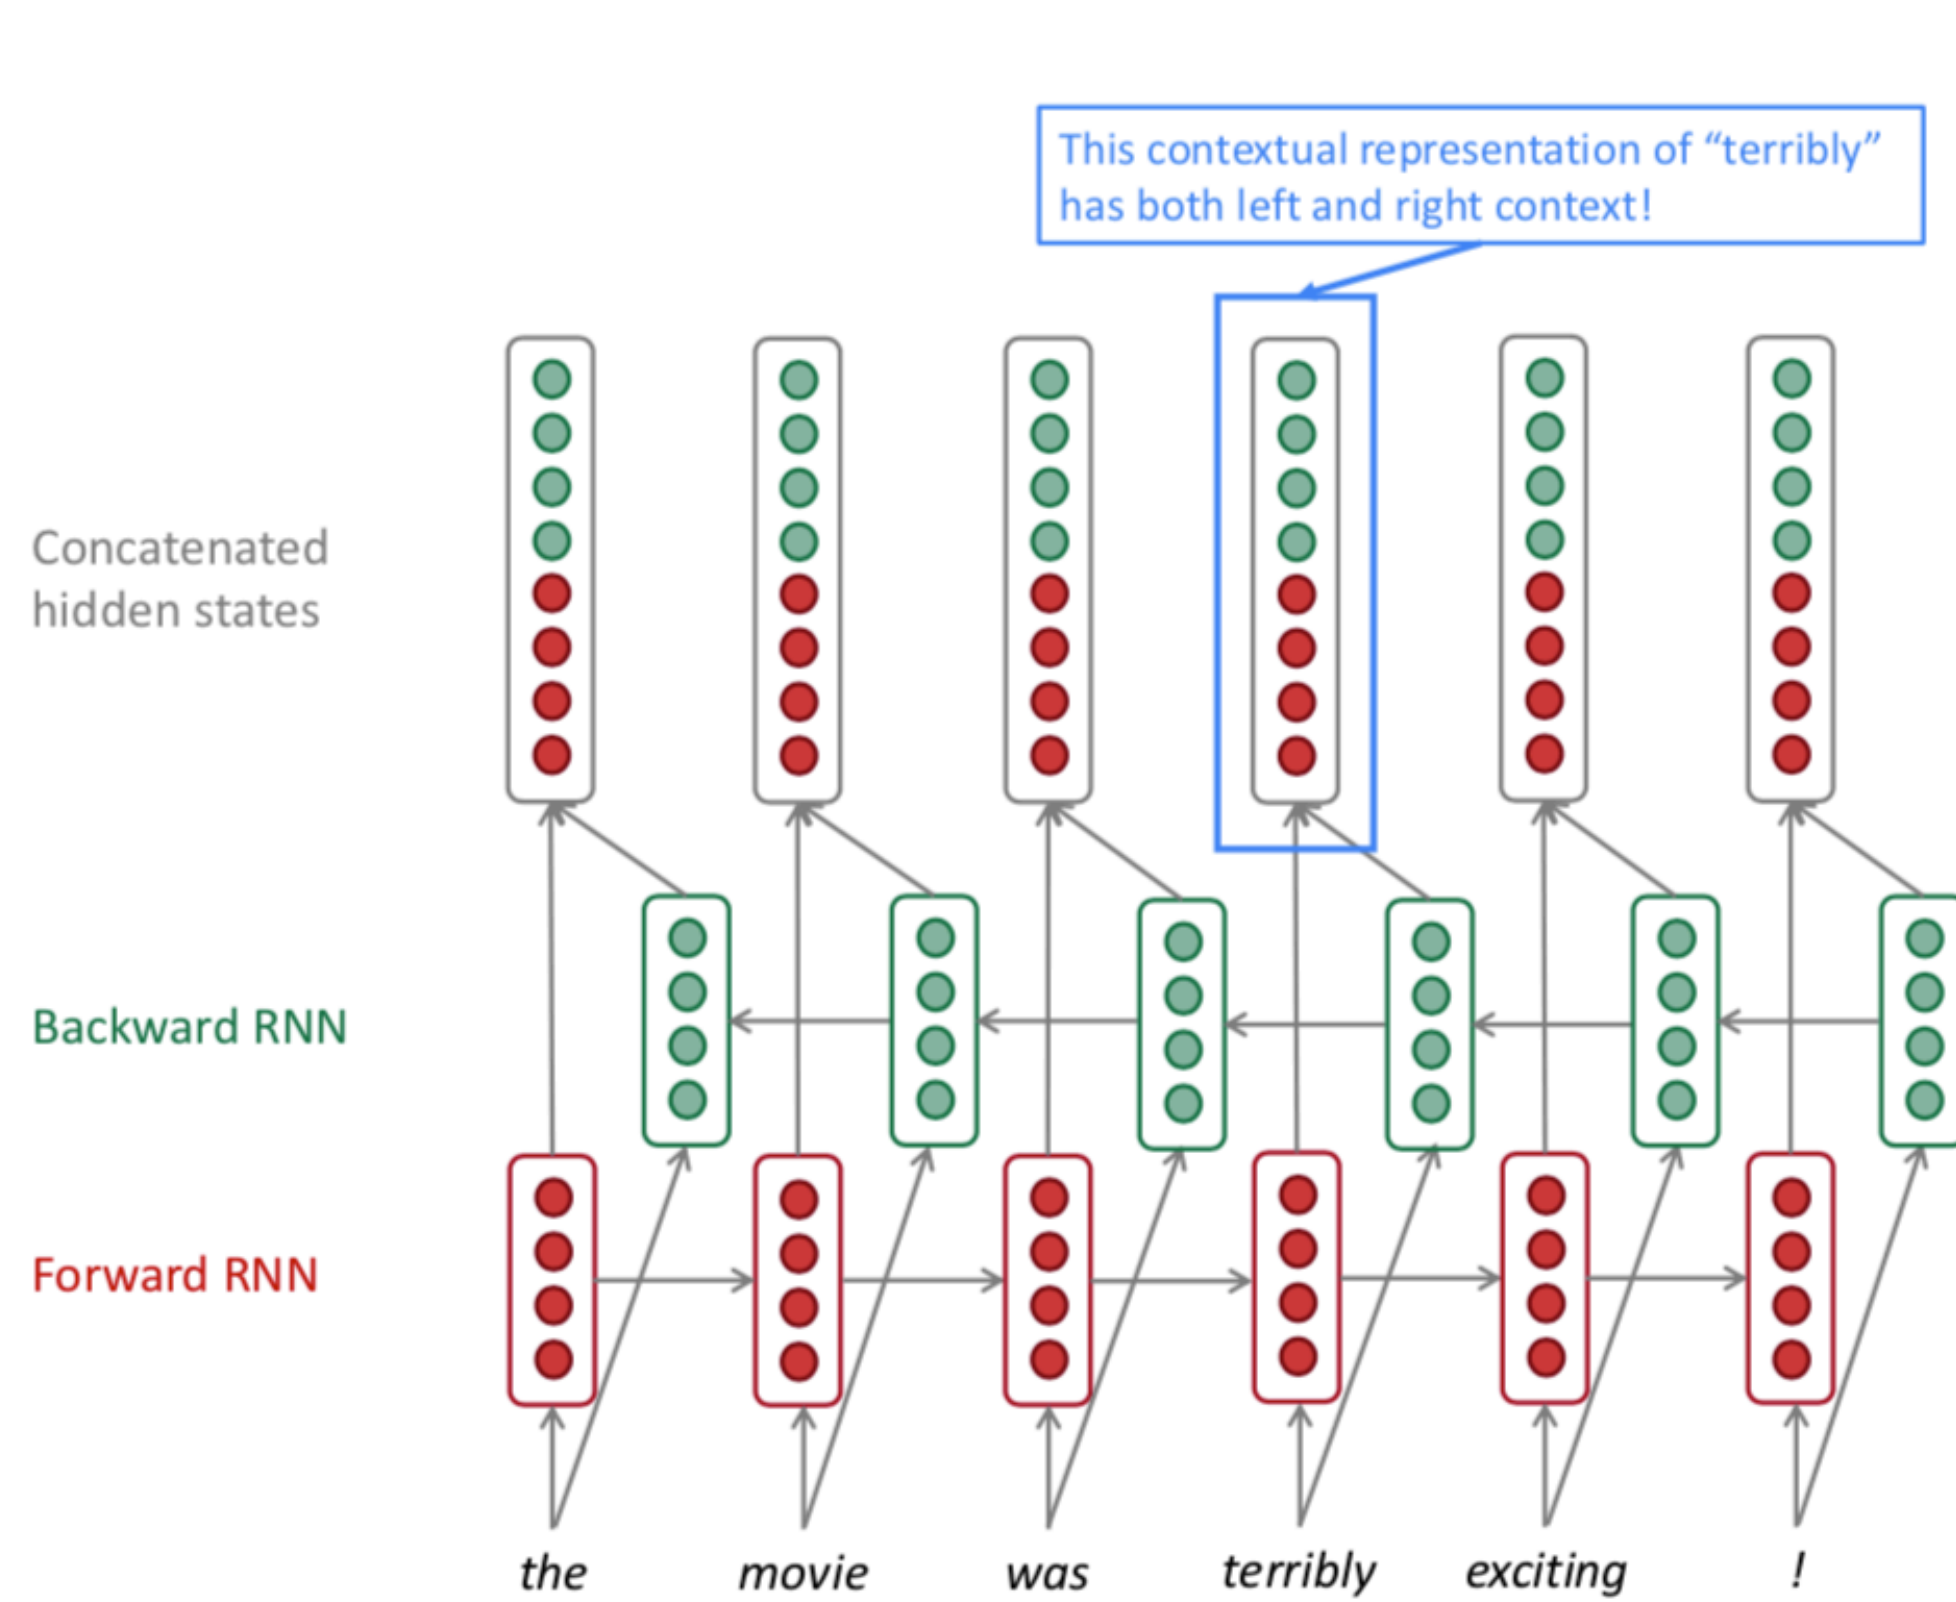 This contextual representation of “terribly”
has both left and right context!
Concatenated
hidden states
Backward RNN
Forward RNN
the movie was terribly exciting !